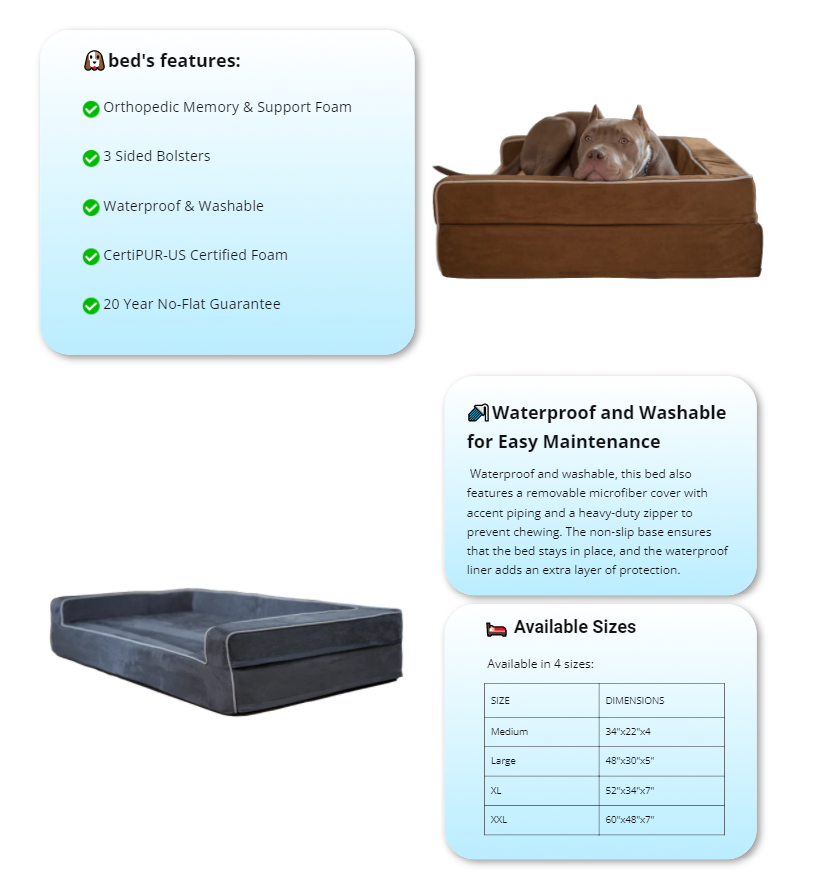 bed's features:
Orthopedic Memory & Support Foam
3 Sided Bolsters
Waterproof & Washable
CertiPUR-US Certified Foam
20 Year No-Flat Guarantee
Waterproof and Washable
for Easy Maintenance
Waterproof and washable, this bed also
features a removable microfiber cover with
accent piping and a heavy-duty zipper to
prevent chewing. The non-slip base ensures
that the bed stays in place, and the waterproof
liner adds an extra layer of protection.
Available Sizes
Available in 4 sizes:
SIZE DIMENSIONS
Medium 34"x22"x4
Large 48"x30"x5"
XL 52"x34"x7"
XXL 60"x48"x7"